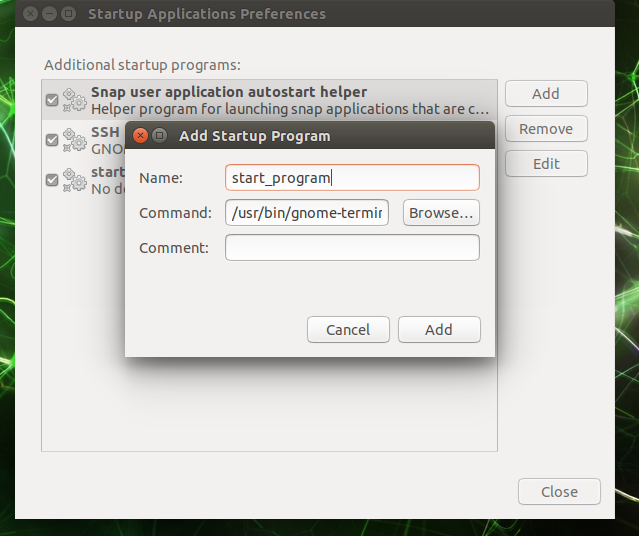 Startup Applications Preferences
Additional startup programs:
Snap user application autostart helper
Helper program for launching snap applications that are c...
Add
SSH
GNO
Remove
start
No de
Edit
Add Startup Program
Name:
start_program
Command:
/usr/bin/gnome-termin
Browse...
Comment:
Cancel
Add
Close